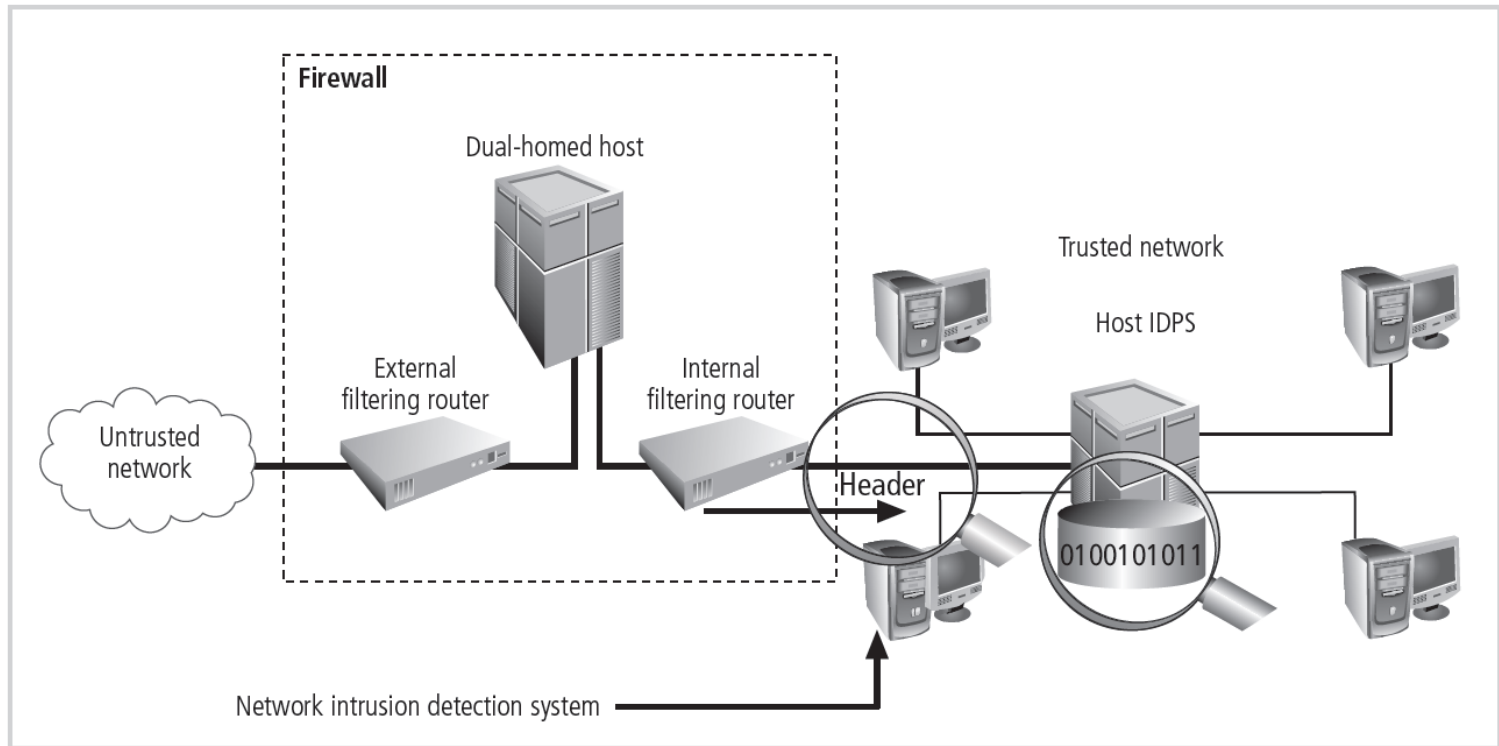 Firewall
Dual-homed host
Trusted network
Host IDPS
External
filtering router
Internal
filtering router
Untrusted
network
Header
0100101011
Network intrusion detection system